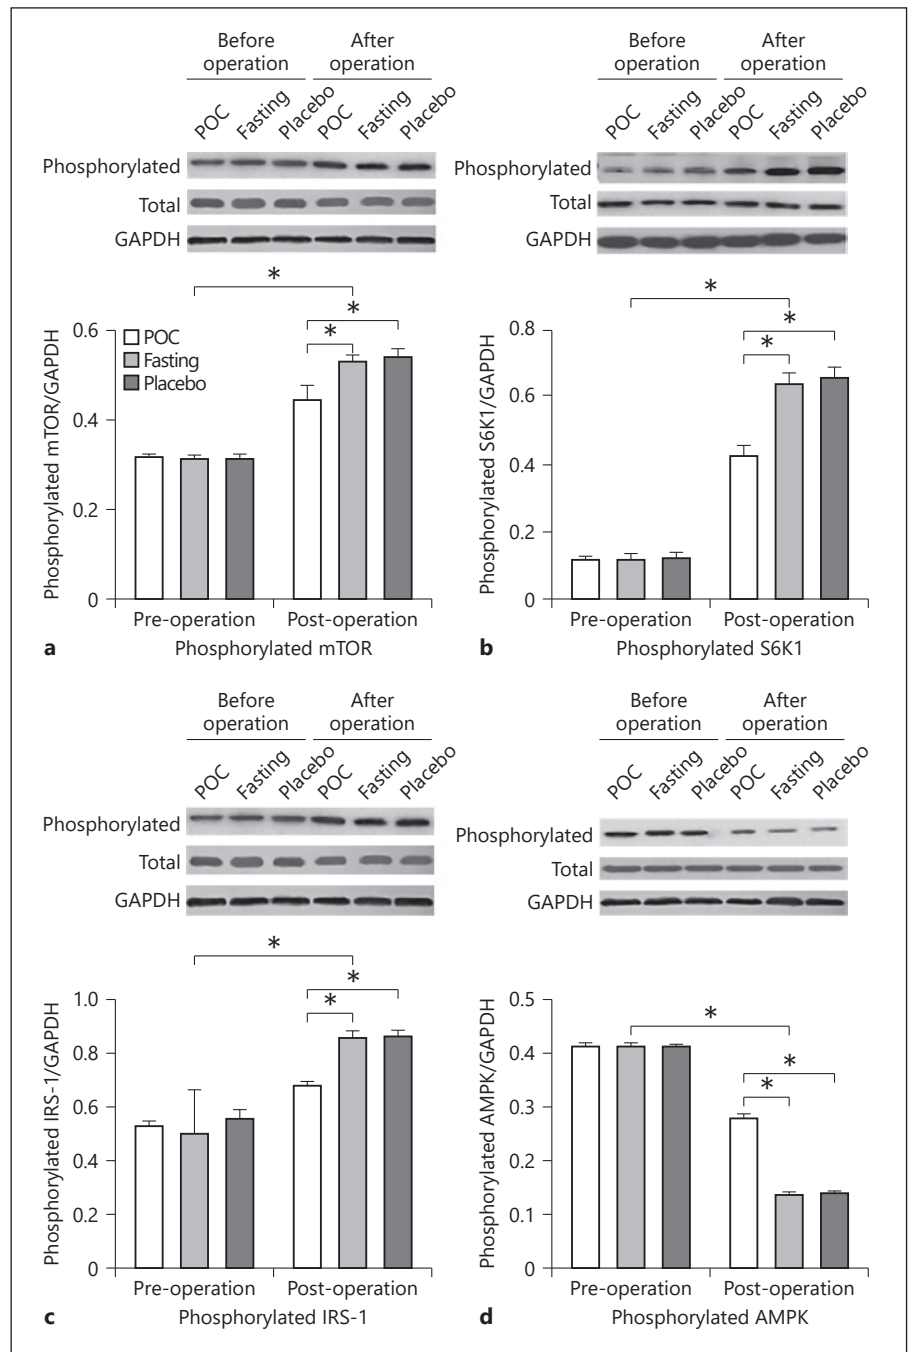 Before operation After operation
POC Fasting Placebo POC Fasting Placebo
Phosphorylated
Total
GAPDH
*
*
*
Phosphorylated mTOR/GAPDH
0.6
0.4
0.2
0
POC
Fasting
Placebo
Pre-operation Post-operation
a Phosphorylated mTOR
Before operation After operation
POC Fasting Placebo POC Fasting Placebo
Phosphorylated
Total
GAPDH
*
*
*
Phosphorylated S6K1/GAPDH
0.8
0.6
0.4
0.2
0
Pre-operation Post-operation
b Phosphorylated S6K1
Before operation After operation
POC Fasting Placebo POC Fasting Placebo
Phosphorylated
Total
GAPDH
*
*
*
Phosphorylated IRS-1/GAPDH
1.0
0.8
0.6
0.4
0.2
0
Pre-operation Post-operation
c Phosphorylated IRS-1
Before operation After operation
POC Fasting Placebo POC Fasting Placebo
Phosphorylated
Total
GAPDH
*
*
*
Phosphorylated AMPK/GAPDH
0.5
0.4
0.3
0.2
0.1
0
Pre-operation Post-operation
d Phosphorylated AMPK